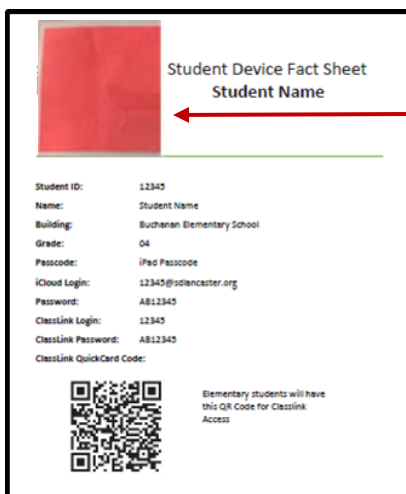 Student Device Fact Sheet
Student Name
Student ID: 12345
Name: Student Name
Building: Buchanan Elementary School
Grade: 04
Passcode: iPad Passcode
iCloud Login: 12345@sdlancaster.org
Password: AB12345
ClassLink Login: 12345
ClassLink Password: AB12345
ClassLink QuickCard Code:
Elementary students will have
this QR Code for Classlink
Access